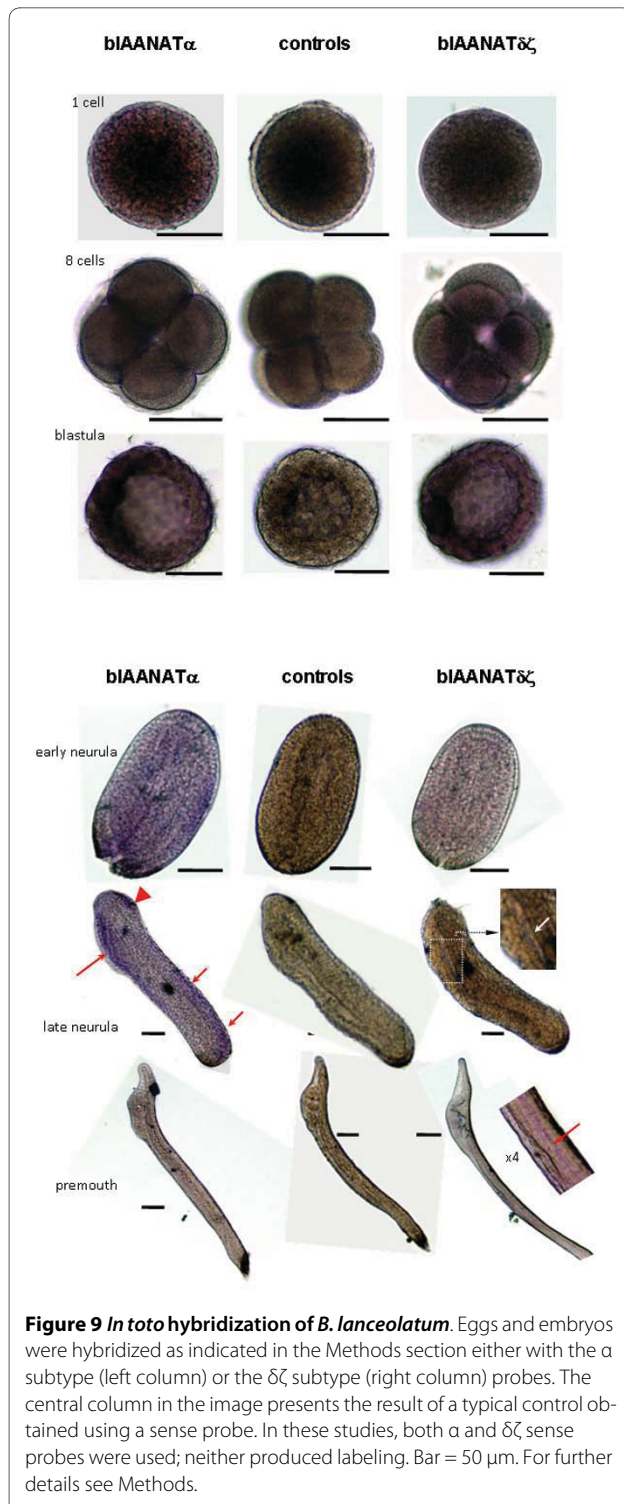 blAANATα controls blAANATδζ
1 cell
8 cells
blastula
blAANATα controls blAANATδζ
early neurula
late neurula
premouth
x4
Figure 9 In toto hybridization of B. lanceolatum. Eggs and embryos
were hybridized as indicated in the Methods section either with the α
subtype (left column) or the δζ subtype (right column) probes. The
central column in the image presents the result of a typical control ob-
tained using a sense probe. In these studies, both α and δζ sense
probes were used; neither produced labeling. Bar = 50 μm. For further
details see Methods.